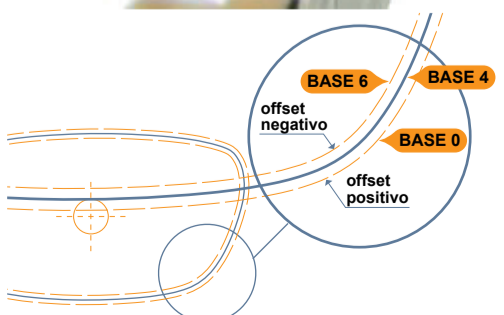 BASE 6
BASE 4
offset
negativo
BASE 0
offset
positivo